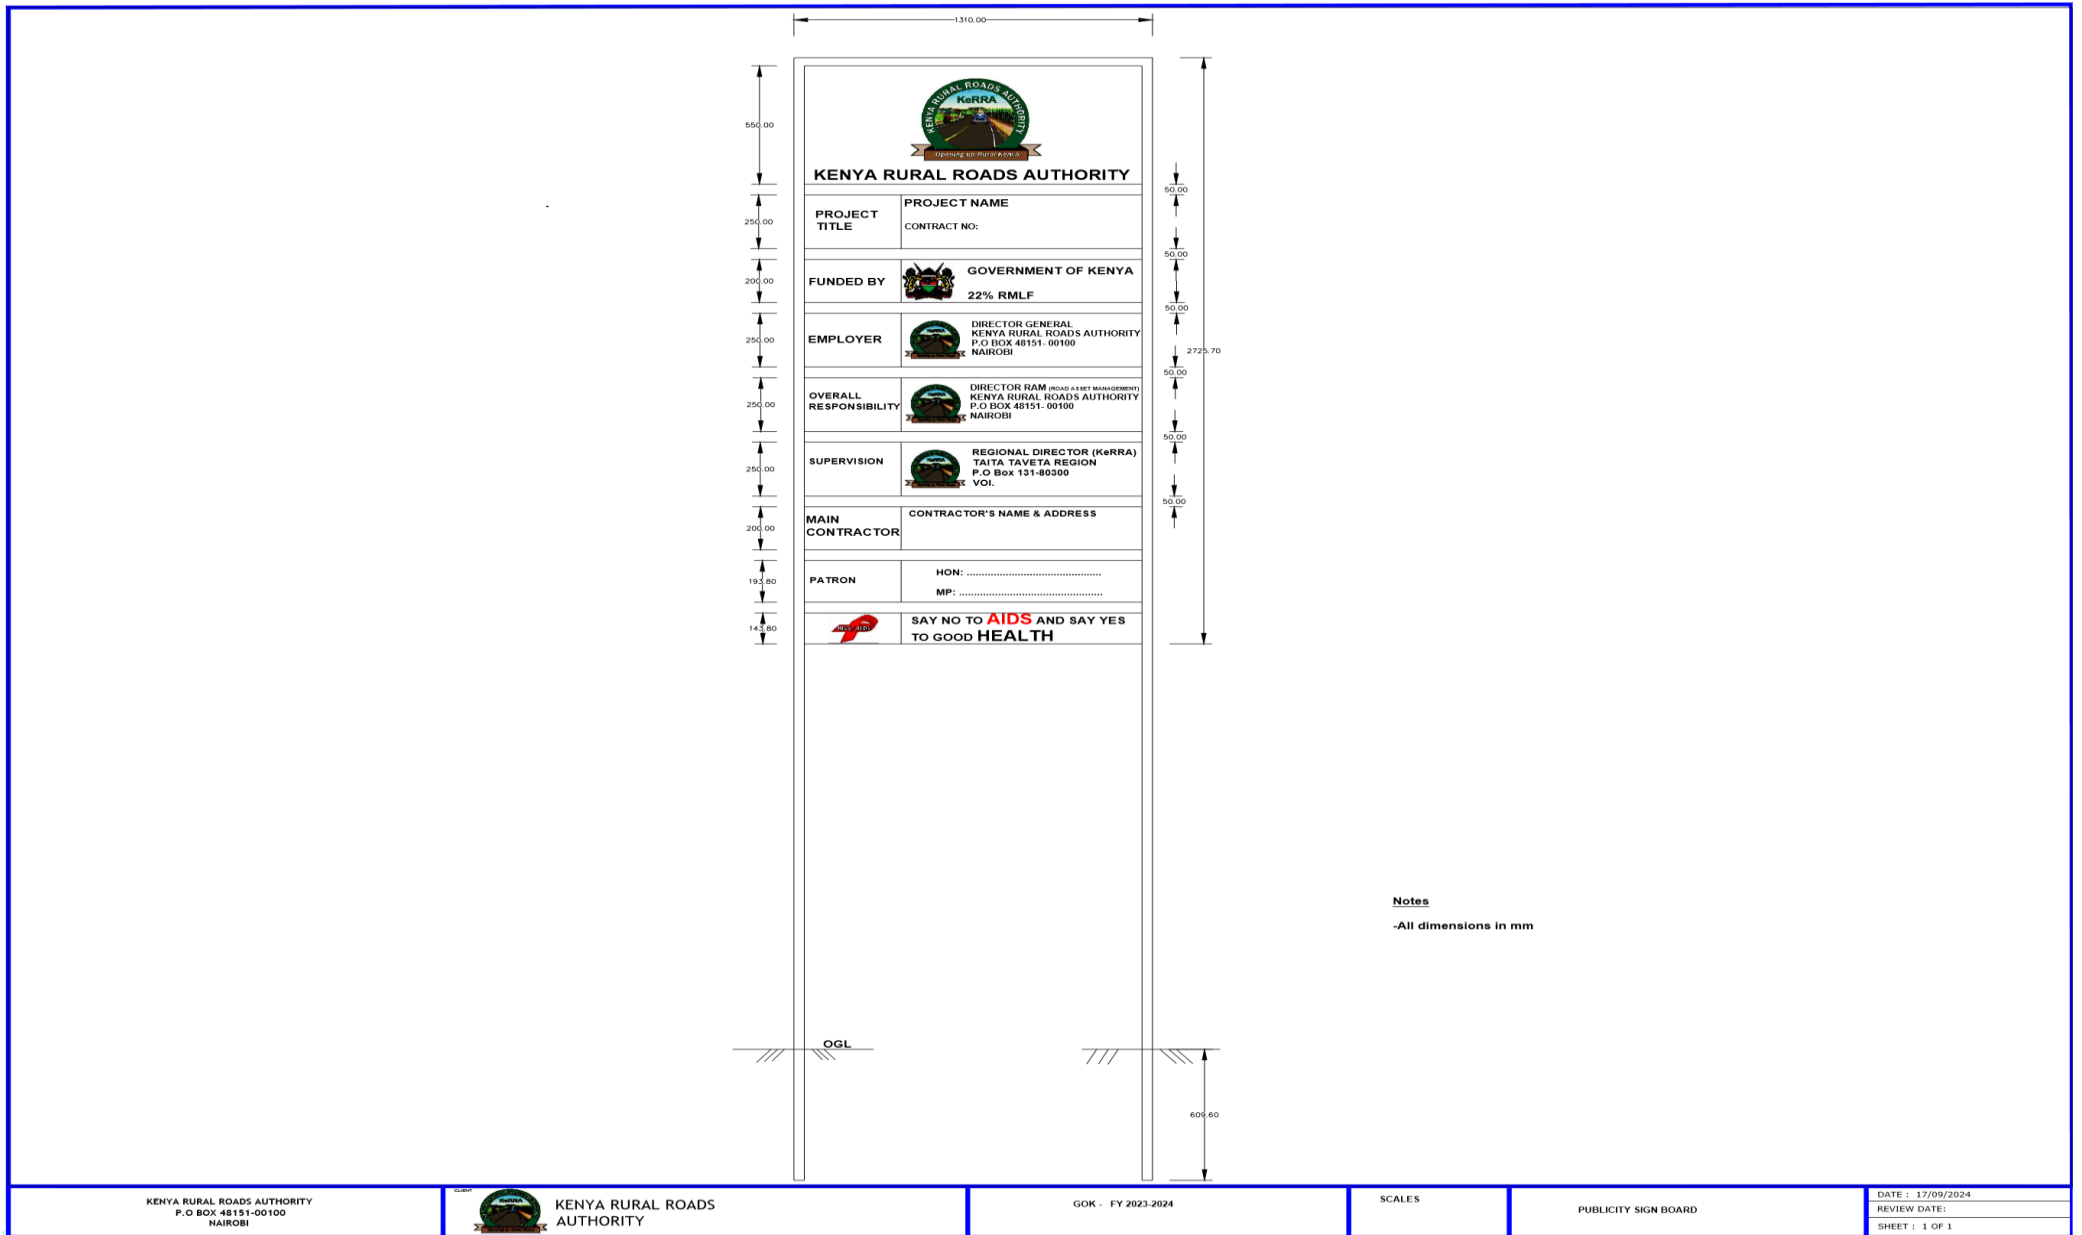 1310.00
KENYA RURAL ROADS AUTHORITY
KeRRA
Opening up Rural Kenya
550.00
KENYA RURAL ROADS AUTHORITY
50.00
PROJECT TITLE
PROJECT NAME
CONTRACT NO:
250.00
50.00
FUNDED BY
GOVERNMENT OF KENYA
22% RMLF
200.00
50.00
EMPLOYER
DIRECTOR GENERAL
KENYA RURAL ROADS AUTHORITY
P.O BOX 48151- 00100
NAIROBI
250.00
2725.70
50.00
OVERALL
RESPONSIBILITY
DIRECTOR RAM (ROAD ASSET MANAGEMENT)
KENYA RURAL ROADS AUTHORITY
P.O BOX 48151- 00100
NAIROBI
250.00
50.00
SUPERVISION
REGIONAL DIRECTOR (KeRRA)
TAITA TAVETA REGION
P.O Box 131-80300
VOI.
250.00
50.00
MAIN
CONTRACTOR
CONTRACTOR'S NAME & ADDRESS
200.00
PATRON
HON: .............................................
MP: ................................................
193.80
SAY NO TO AIDS AND SAY YES
TO GOOD HEALTH
143.80
Notes
-All dimensions in mm
OGL
609.60
KENYA RURAL ROADS AUTHORITY
P.O BOX 48151-00100
NAIROBI
CLIENT
KENYA RURAL ROADS
AUTHORITY
GOK - FY 2023-2024
SCALES
PUBLICITY SIGN BOARD
DATE : 17/09/2024
REVIEW DATE:
SHEET : 1 OF 1